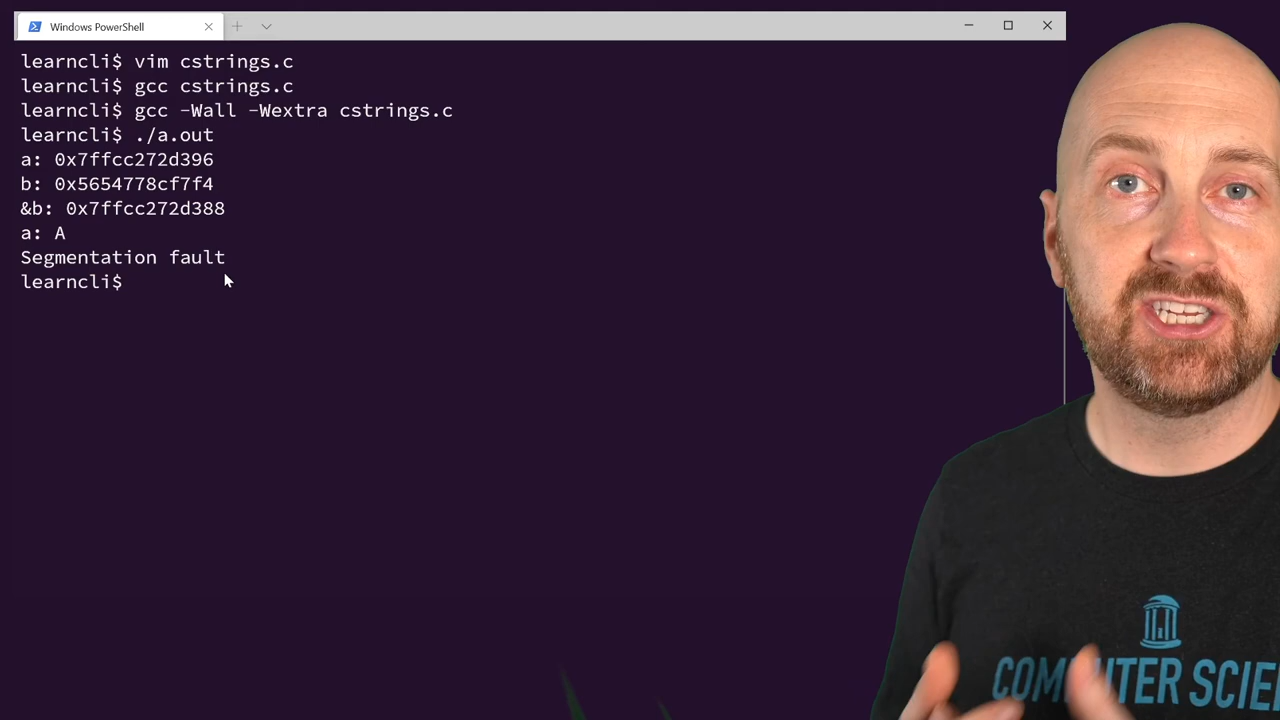 Windows PowerShell
learncli$ vim cstrings.c
learncli$ gcc cstrings.c
learncli$ gcc -Wall -Wextra cstrings.c
learncli$ ./a.out
a: 0x7ffcc272d396
b: 0x5654778cf7f4
&b: 0x7ffcc272d388
a: A
Segmentation fault
learncli$
COMPUTER SCIEN